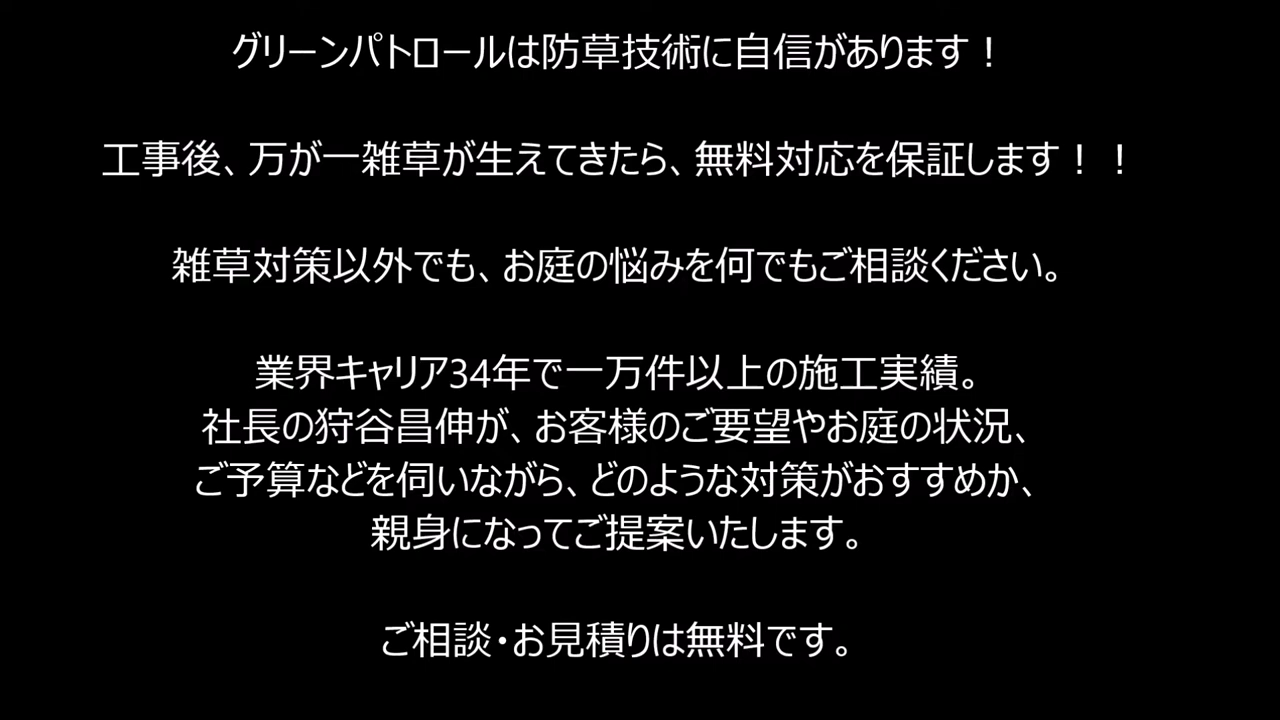 グリーンパトロールは防草技術に自信があります！
工事後、万が一雑草が生えてきたら、無料対応を保証します！！
雑草対策以外でも、お庭の悩みを何でもご相談ください。
業界キャリア34年で一万件以上の施工実績。
社長の狩谷昌伸が、お客様のご要望やお庭の状況、
ご予算などを伺いながら、どのような対策がおすすめか、
親身になってご提案いたします。
ご相談・お見積りは無料です。